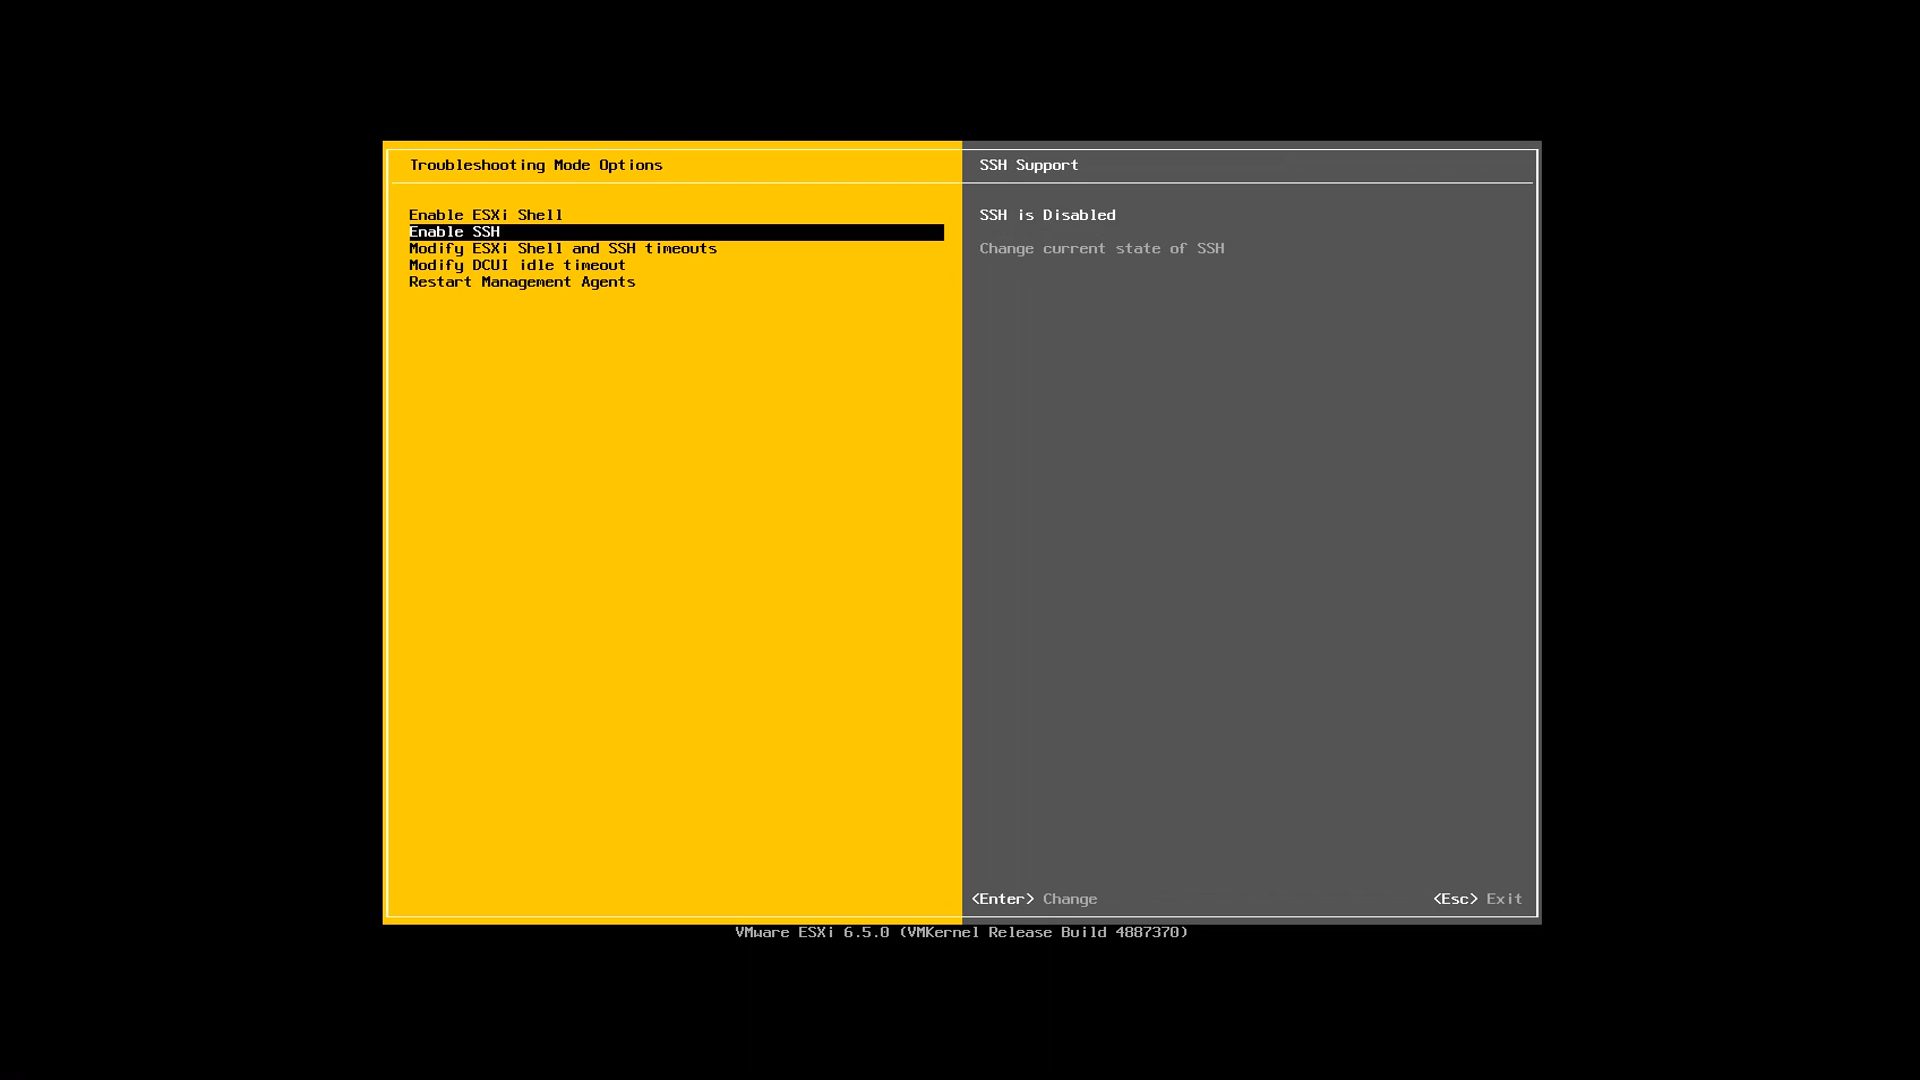 Troubleshooting Mode Options
Enable ESXi Shell
Enable SSH
Modify ESXi Shell and SSH timeouts
Modify DCUI idle timeout
Restart Management Agents
SSH Support
SSH is Disabled
Change current state of SSH
<Enter> Change
<Esc> Exit
VMware ESXi 6.5.0 (VMKernel Release Build 4887370)